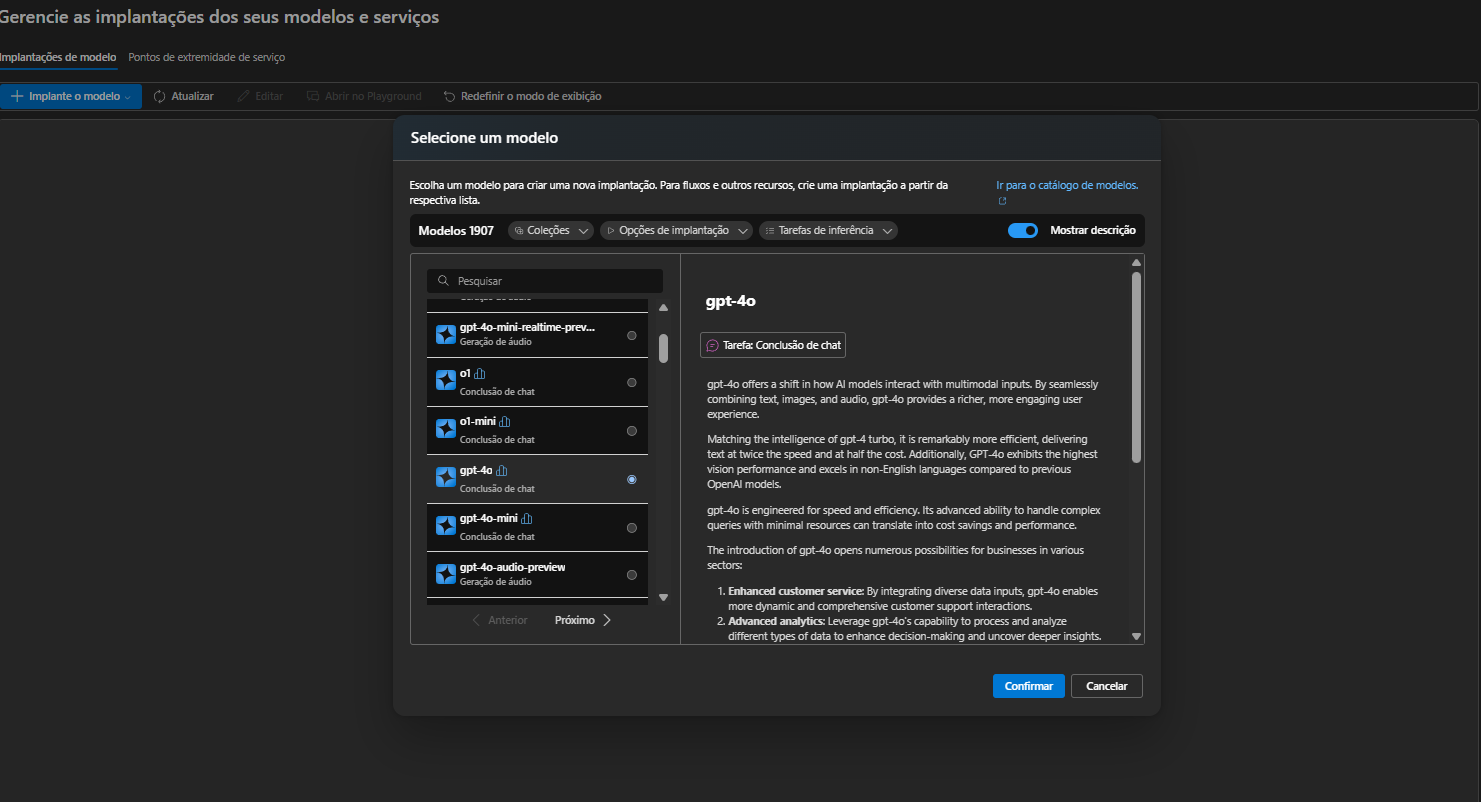 Gerencie as implantações dos seus modelos e serviços
Implantações de modelo Pontos de extremidade de serviço
Implante o modelo Atualizar Editar Abrir no Playground Redefinir o modo de exibição
Selecione um modelo
Escolha um modelo para criar uma nova implantação. Para fluxos e outros recursos, crie uma implantação a partir da
respectiva lista.
Ir para o catálogo de modelos.
Modelos 1907 Coleções Opções de implantação Tarefas de inferência Mostrar descrição
Pesquisar
Geração de áudio
gpt-4o-mini-realtime-prev...
Geração de áudio
o1
Conclusão de chat
o1-mini
Conclusão de chat
gpt-4o
Conclusão de chat
gpt-4o-mini
Conclusão de chat
gpt-4o-audio-preview
Geração de áudio
Anterior Próximo
gpt-4o
Tarefa: Conclusão de chat
gpt-4o offers a shift in how AI models interact with multimodal inputs. By seamlessly
combining text, images, and audio, gpt-4o provides a richer, more engaging user
experience.
Matching the intelligence of gpt-4 turbo, it is remarkably more efficient, delivering
text at twice the speed and at half the cost. Additionally, GPT-4o exhibits the highest
vision performance and excels in non-English languages compared to previous
OpenAI models.
gpt-4o is engineered for speed and efficiency. Its advanced ability to handle complex
queries with minimal resources can translate into cost savings and performance.
The introduction of gpt-4o opens numerous possibilities for businesses in various
sectors:
1. Enhanced customer service: By integrating diverse data inputs, gpt-4o enables
more dynamic and comprehensive customer support interactions.
2. Advanced analytics: Leverage gpt-4o's capability to process and analyze
different types of data to enhance decision-making and uncover deeper insights.
Confirmar Cancelar